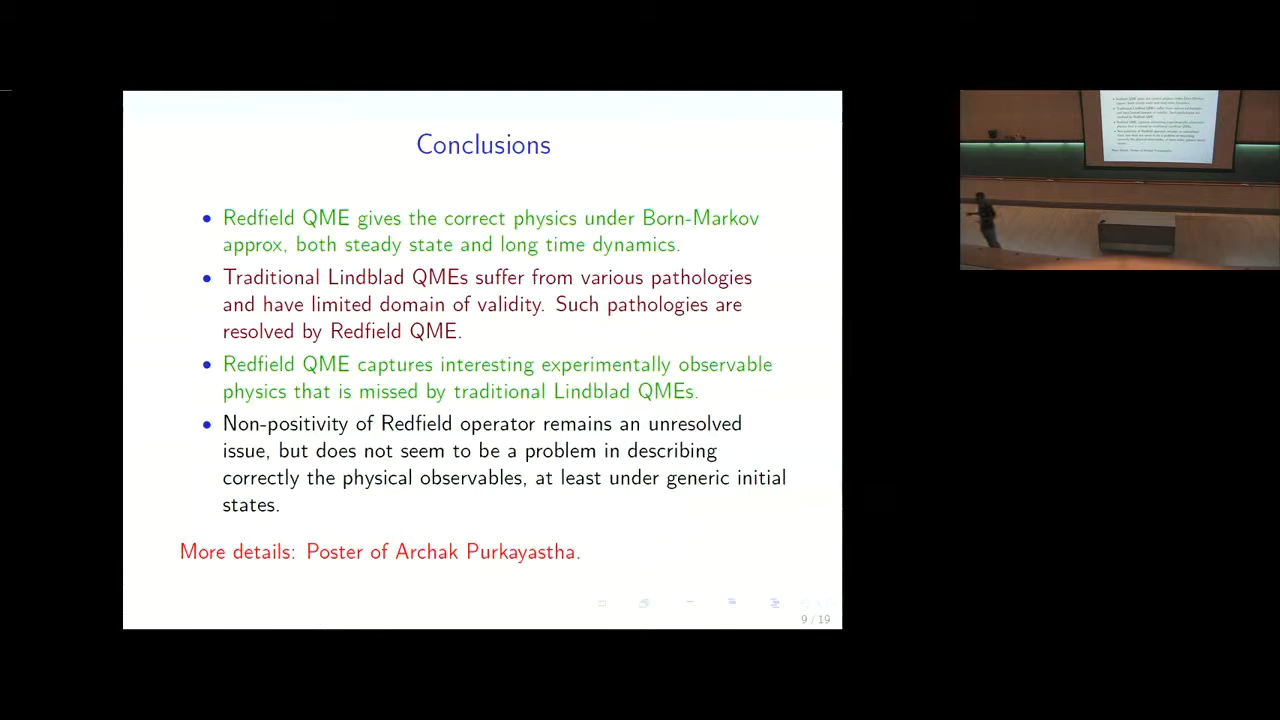 Conclusions
• Redfield QME gives the correct physics under Born-Markov
approx, both steady state and long time dynamics.
• Traditional Lindblad QMEs suffer from various pathologies
and have limited domain of validity. Such pathologies are
resolved by Redfield QME.
• Redfield QME captures interesting experimentally observable
physics that is missed by traditional Lindblad QMEs.
• Non-positivity of Redfield operator remains an unresolved
issue, but does not seem to be a problem in describing
correctly the physical observables, at least under generic initial
states.
More details: Poster of Archak Purkayastha.
9 / 19